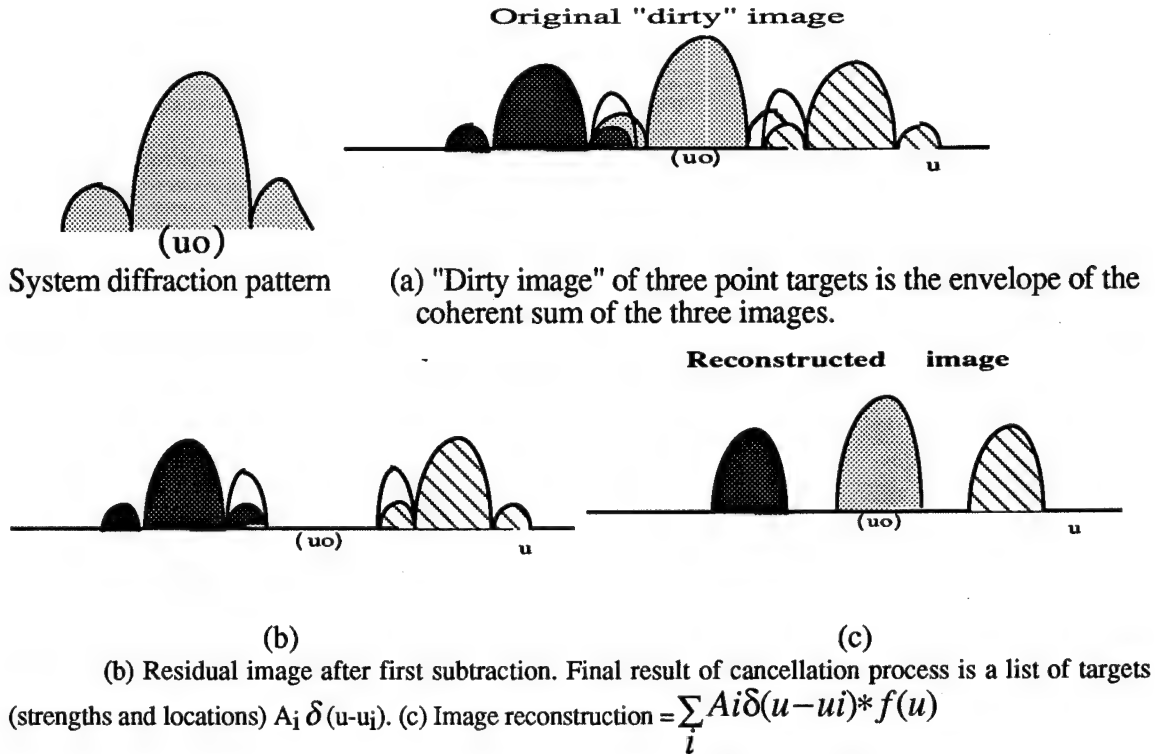 Original "dirty" image
(uo)
u
(uo)
System diffraction pattern
(a) "Dirty image" of three point targets is the envelope of the
coherent sum of the three images.
Reconstructed image
(uo)
u
(uo)
u
(b)
(c)
(b) Residual image after first subtraction. Final result of cancellation process is a list of targets
(strengths and locations) Ai δ (u-ui). (c) Image reconstruction = ∑i Aiδ(u−ui)* f(u)